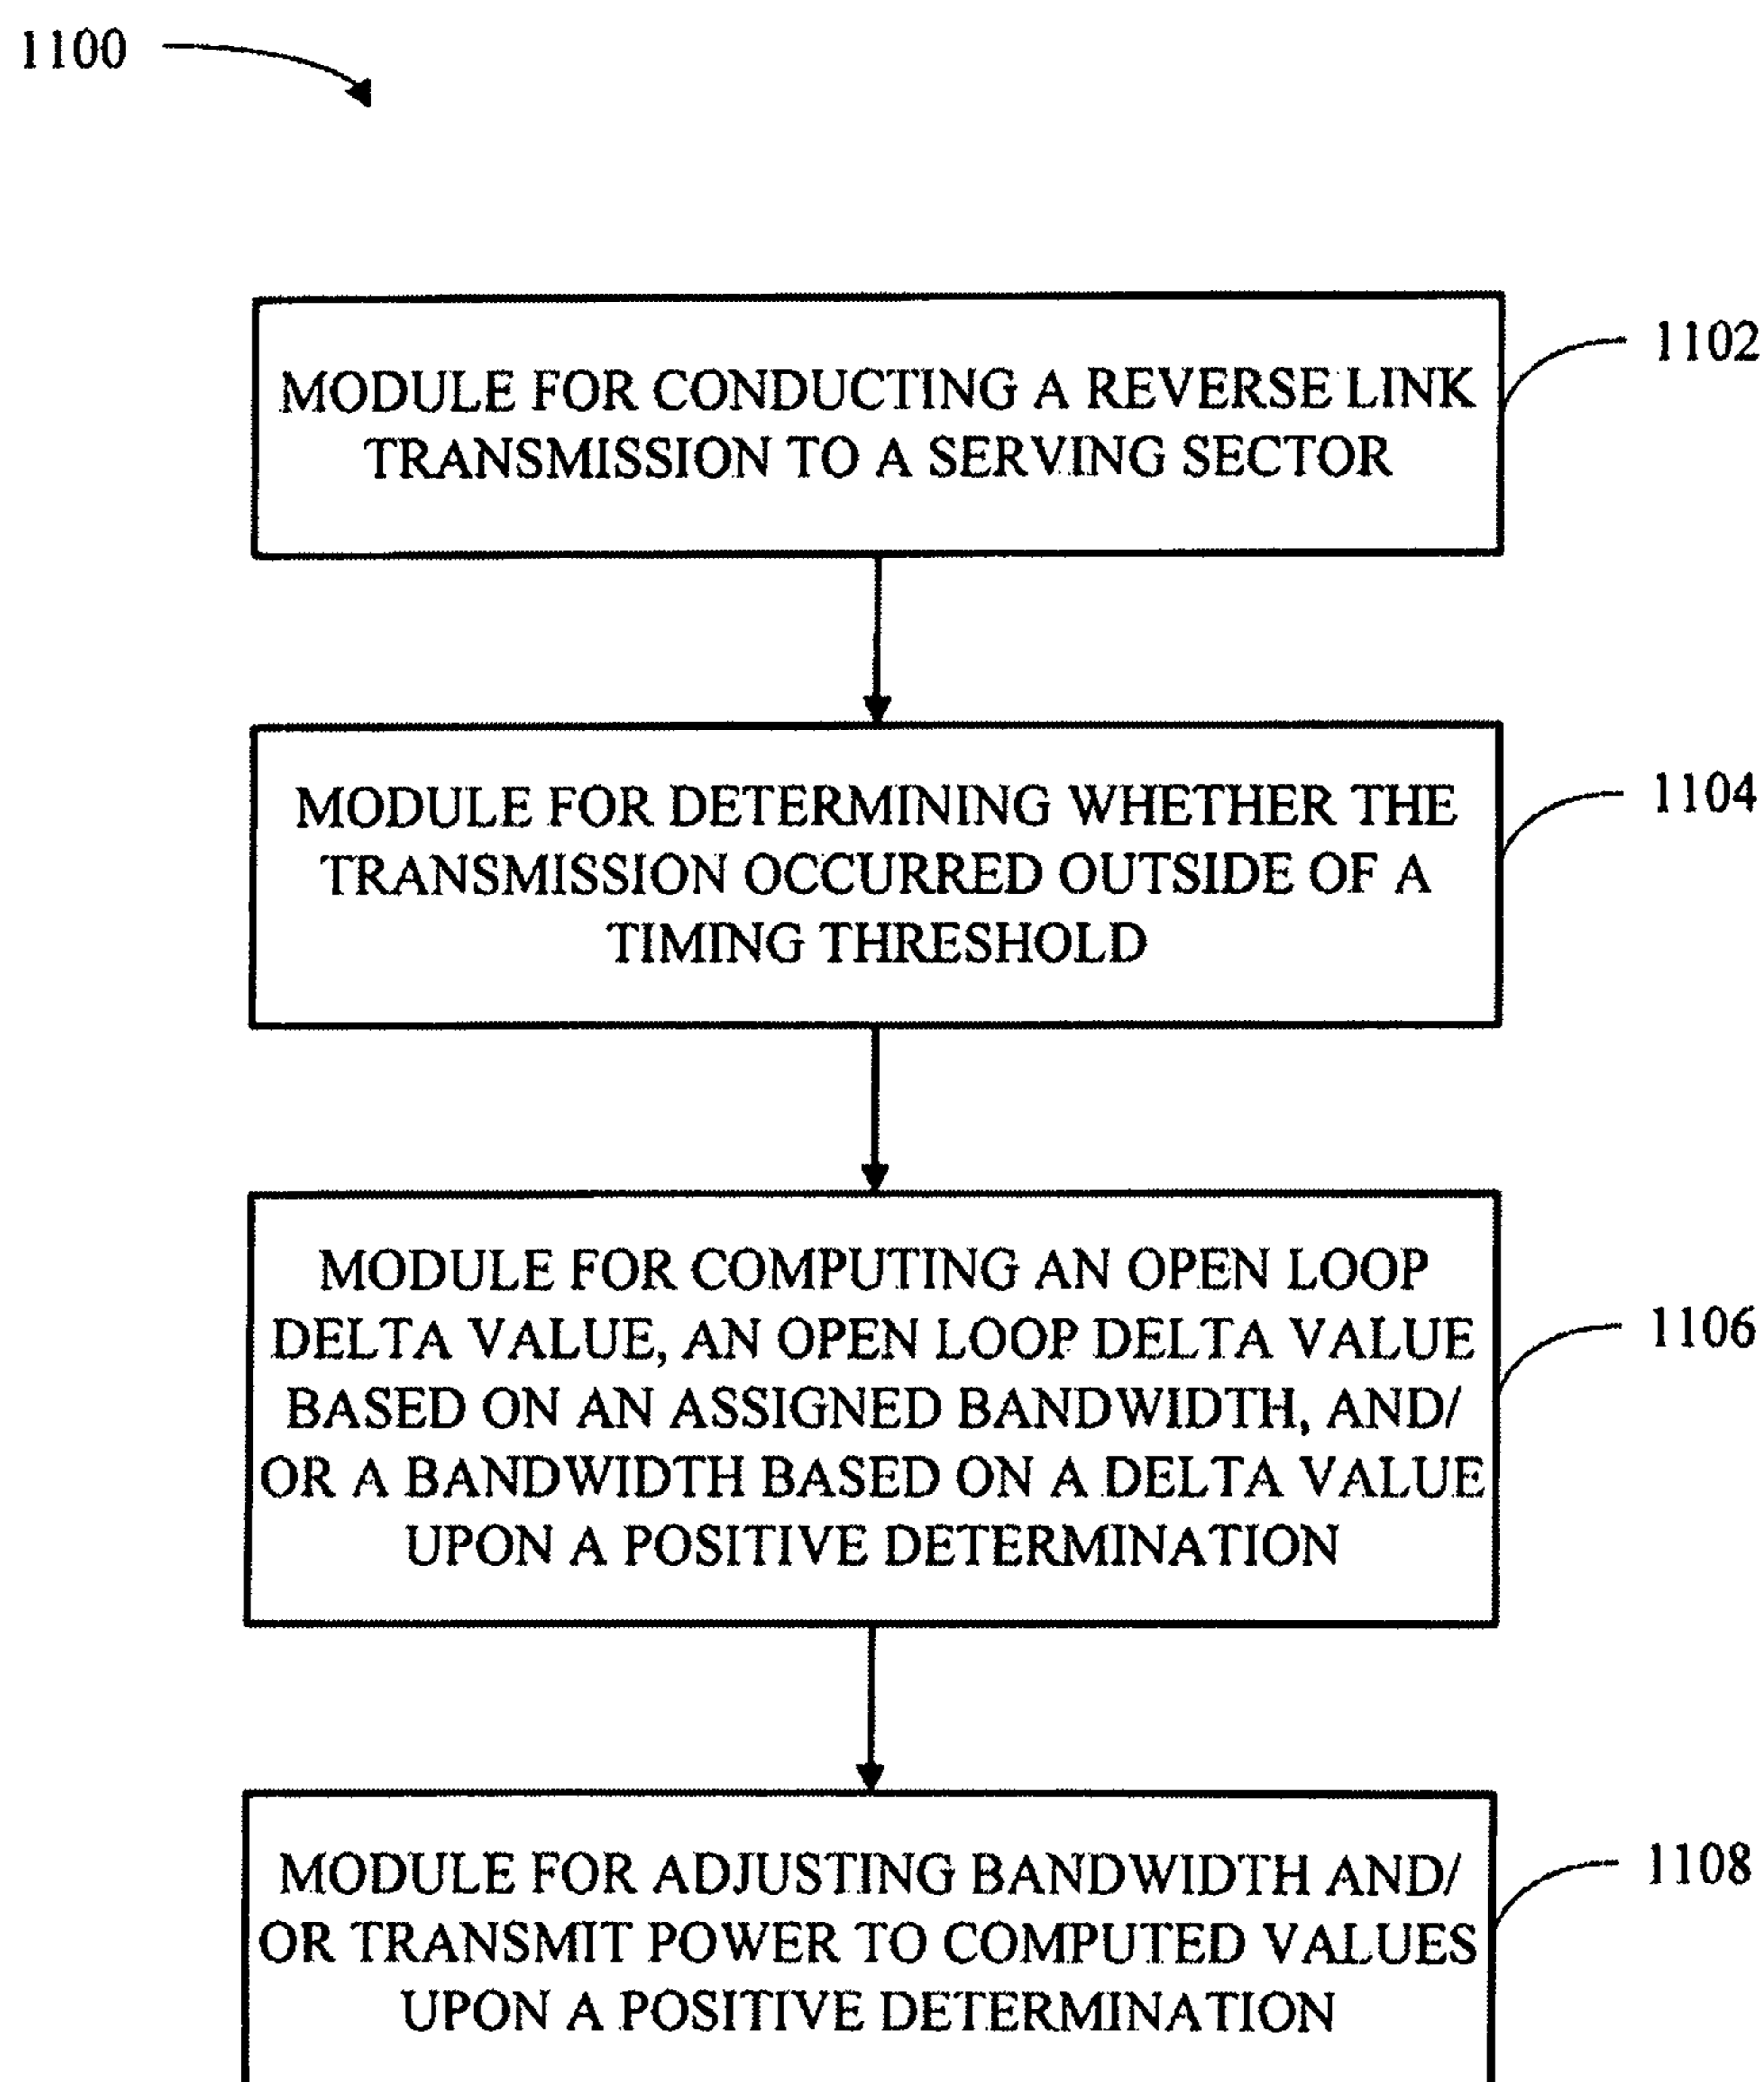 1100
MODULE FOR CONDUCTING A REVERSE LINK
TRANSMISSION TO A SERVING SECTOR
1102
MODULE FOR DETERMINING WHETHER THE
TRANSMISSION OCCURRED OUTSIDE OF A
TIMING THRESHOLD
1104
MODULE FOR COMPUTING AN OPEN LOOP
DELTA VALUE, AN OPEN LOOP DELTA VALUE
BASED ON AN ASSIGNED BANDWIDTH, AND/
OR A BANDWIDTH BASED ON A DELTA VALUE
UPON A POSITIVE DETERMINATION
1106
MODULE FOR ADJUSTING BANDWIDTH AND/
OR TRANSMIT POWER TO COMPUTED VALUES
UPON A POSITIVE DETERMINATION
1108